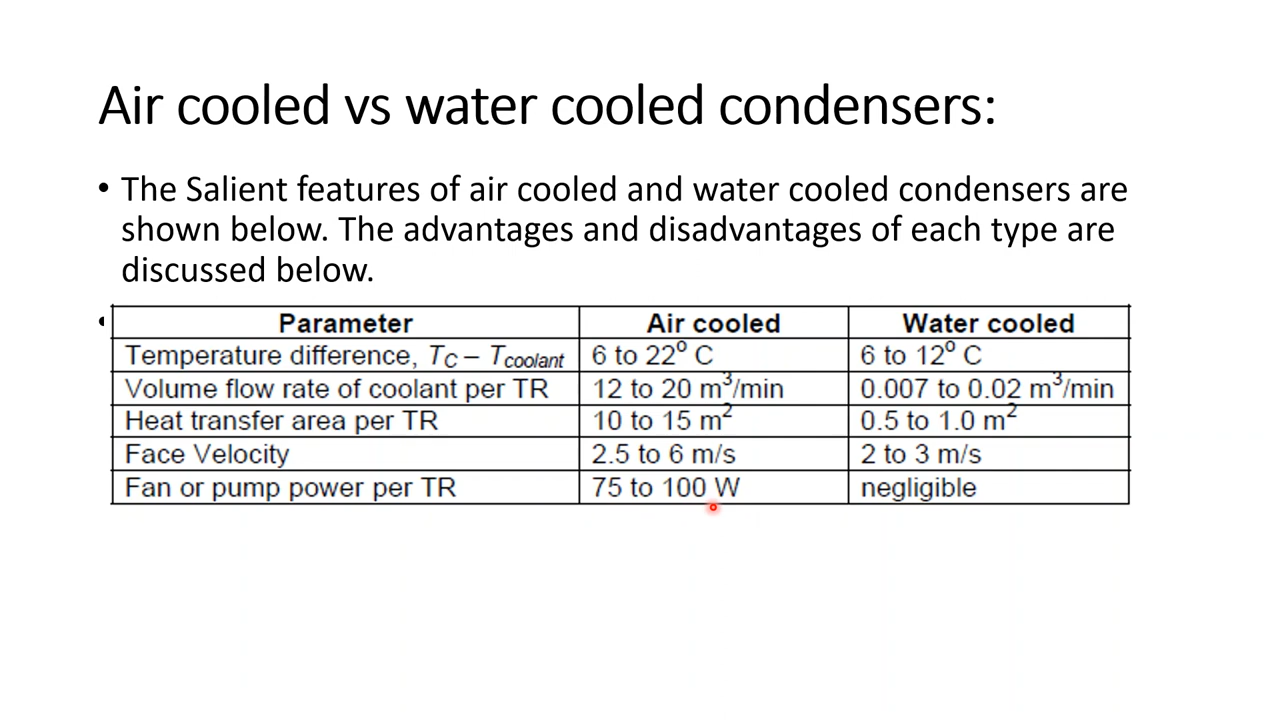 Air cooled vs water cooled condensers:
• The Salient features of air cooled and water cooled condensers are
shown below. The advantages and disadvantages of each type are
discussed below.
Parameter Air cooled Water cooled
Temperature difference, TC – Tcoolant 6 to 22⁰ C 6 to 12⁰ C
Volume flow rate of coolant per TR 12 to 20 m³/min 0.007 to 0.02 m³/min
Heat transfer area per TR 10 to 15 m² 0.5 to 1.0 m²
Face Velocity 2.5 to 6 m/s 2 to 3 m/s
Fan or pump power per TR 75 to 100 W negligible